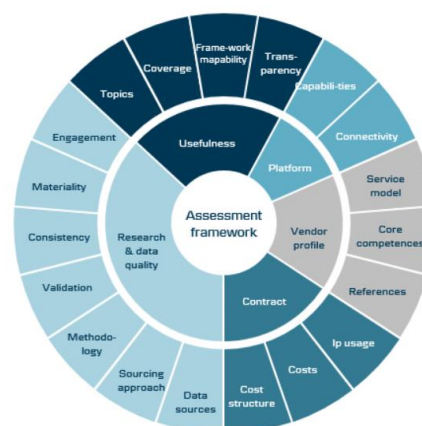 Frame-work
mapability
Trans-
parency
Coverage
Topics
Capabili-ties
Connectivity
Engagement
Usefulness
Platform
Service
model
Materiality
Assessment
framework
Core
competences
Consistency
Research
& data
quality
Vendor
profile
Validation
References
Contract
Methodo-
logy
Ip usage
Sourcing
approach
Data
sources
Cost
structure
Costs